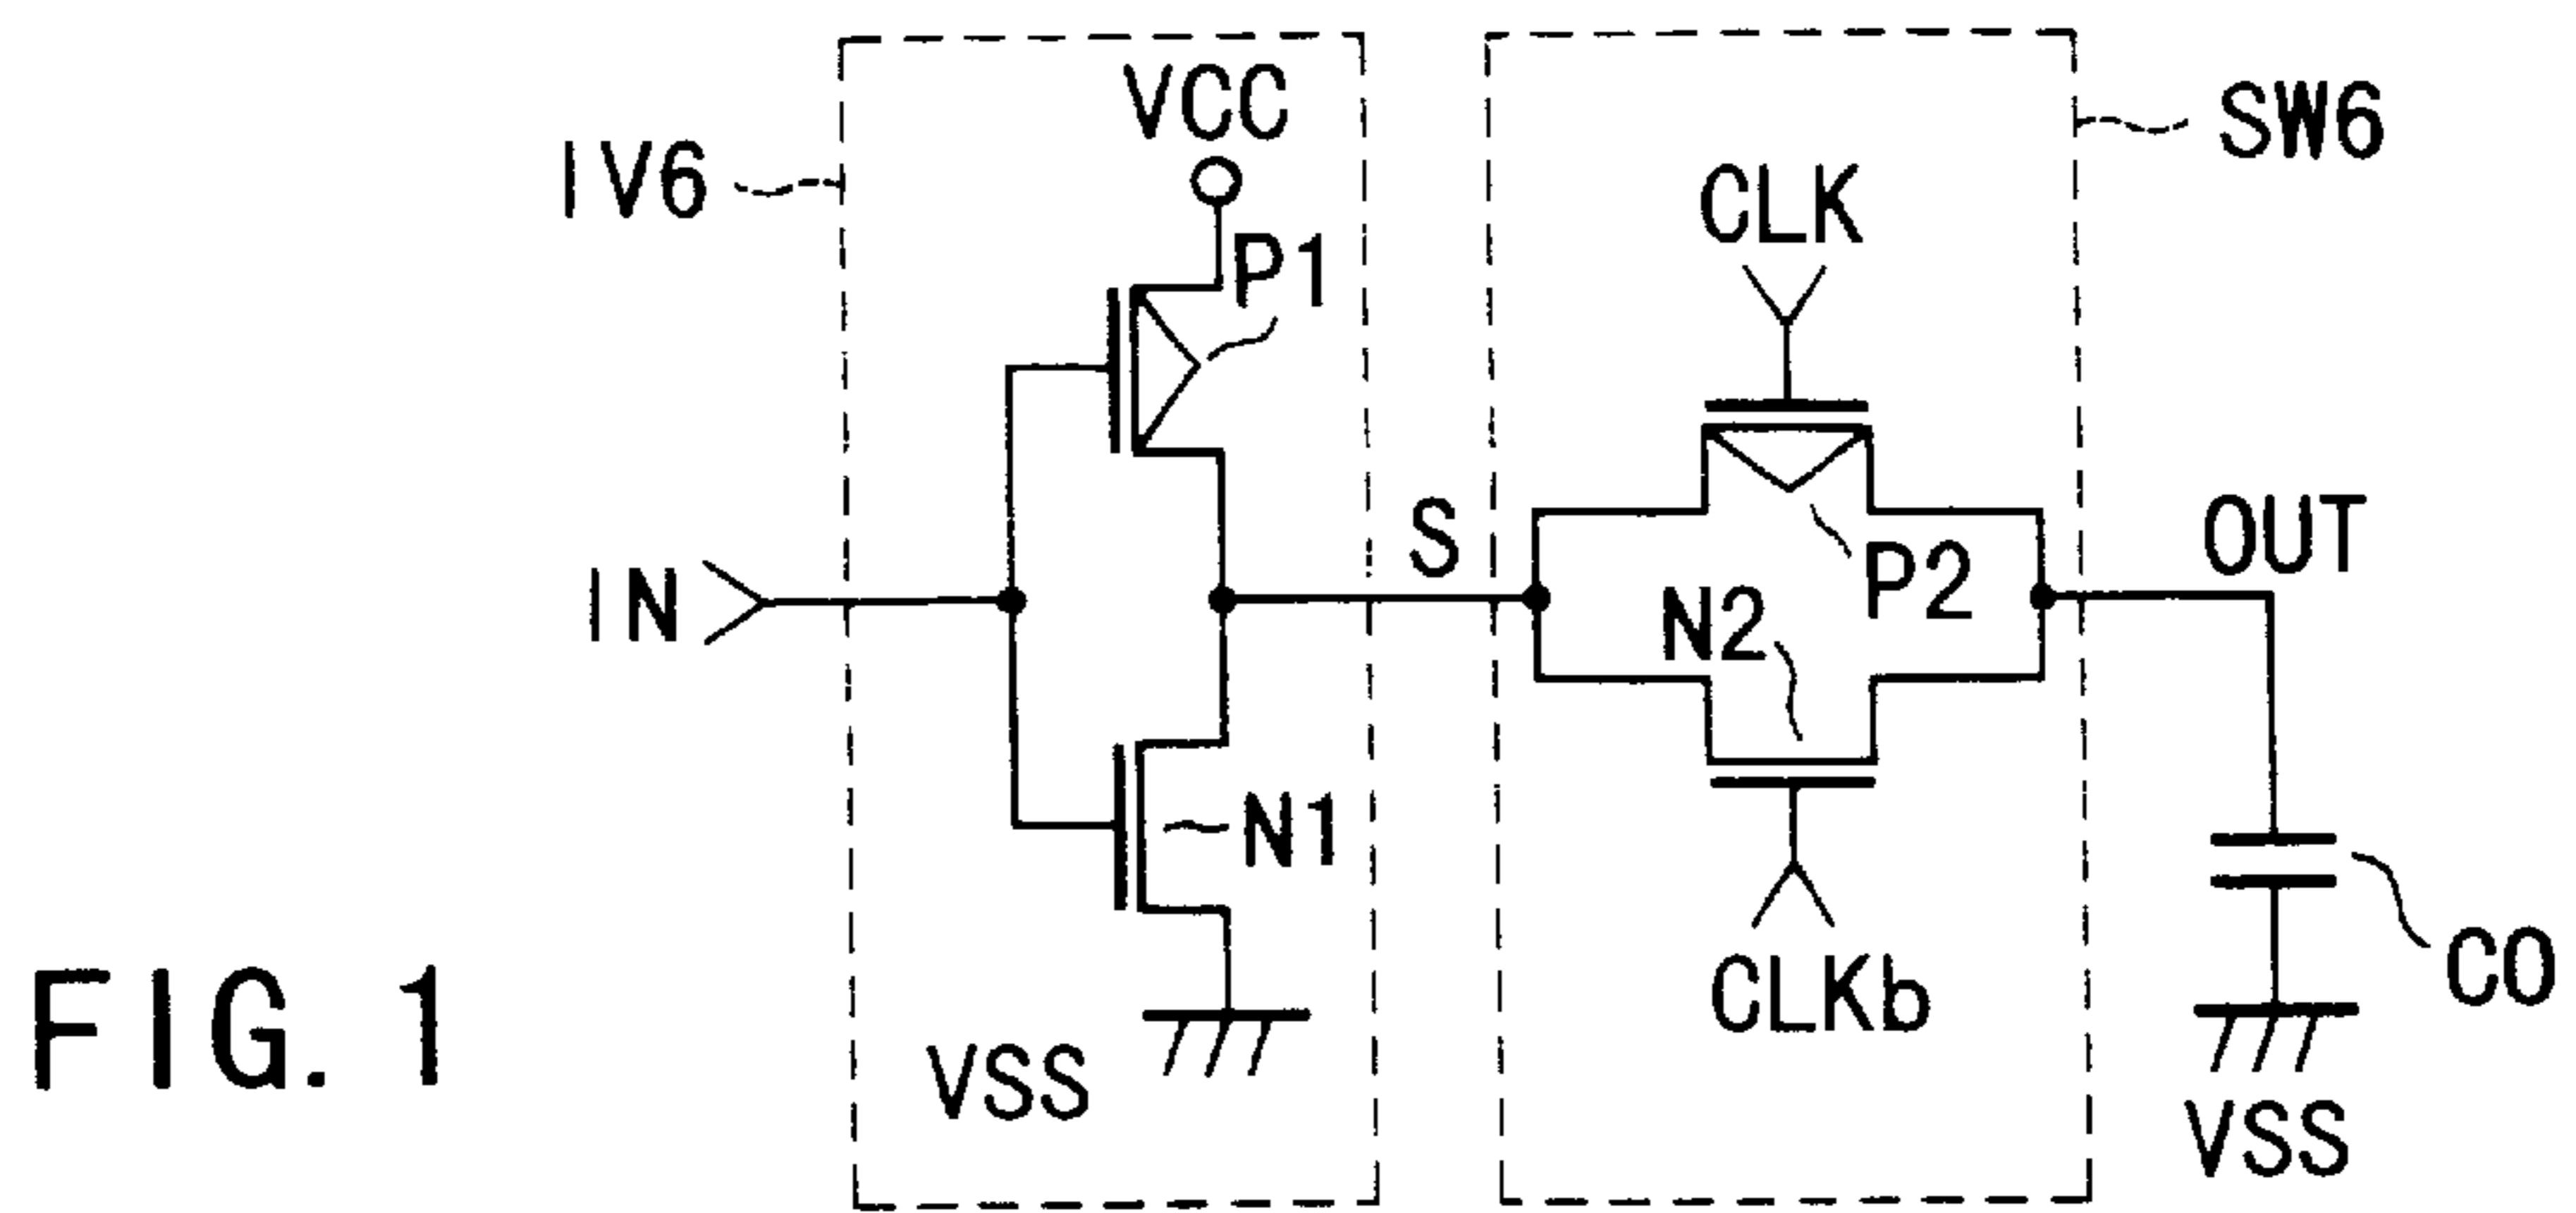 VCC
SW6
IV6
CLK
P1
S
OUT
P2
IN
N2
N1
CO
CLKb
FIG. 1
VSS
VSS